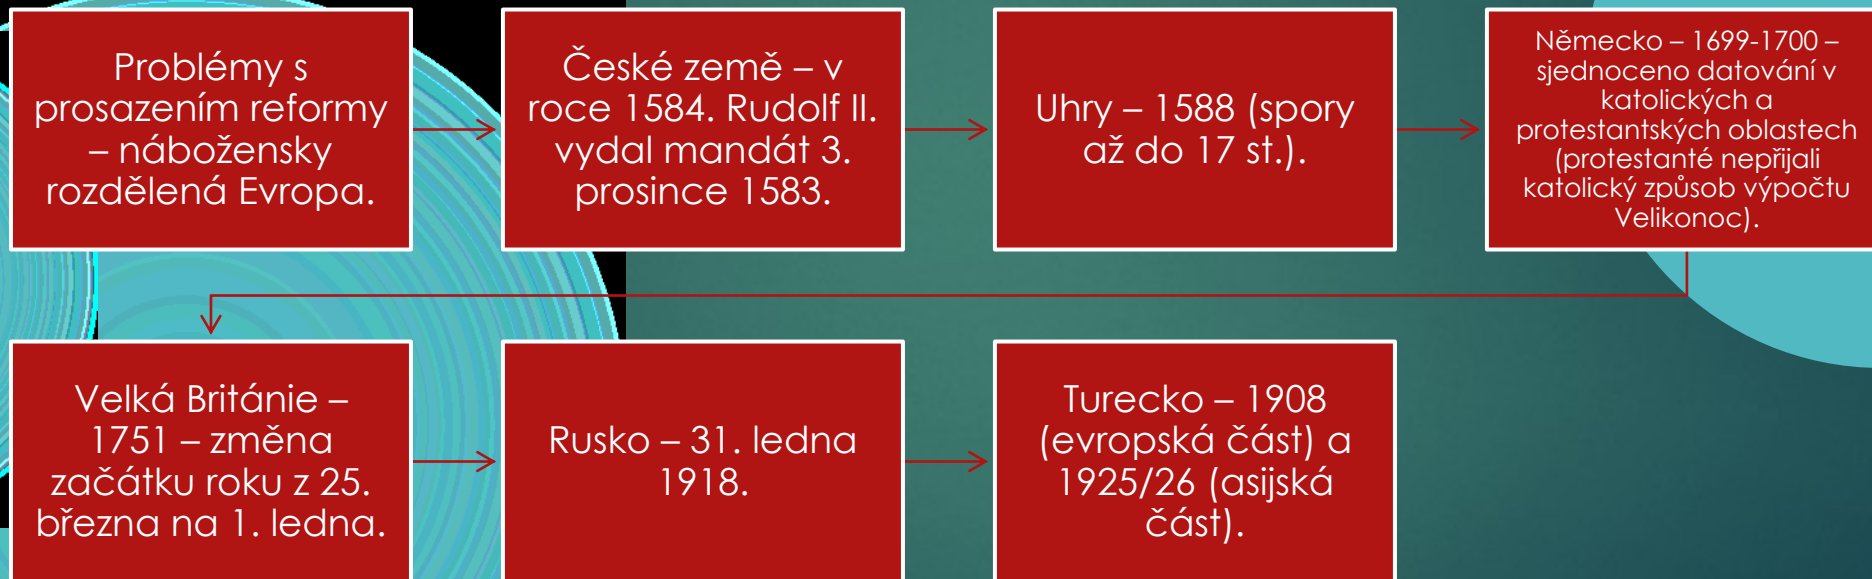 Problémy s
prosazením reformy
– nábožensky
rozdělená Evropa.
České země – v
roce 1584. Rudolf II.
vydal mandát 3.
prosince 1583.
Uhry – 1588 (spory
až do 17 st.).
Německo – 1699-1700 –
sjednoceno datování v
katolických a
protestantských oblastech
(protestanté nepřijali
katolický způsob výpočtu
Velikonoc).
Velká Británie –
1751 – změna
začátku roku z 25.
března na 1. ledna.
Rusko – 31. ledna
1918.
Turecko – 1908
(evropská část) a
1925/26 (asijská
část).